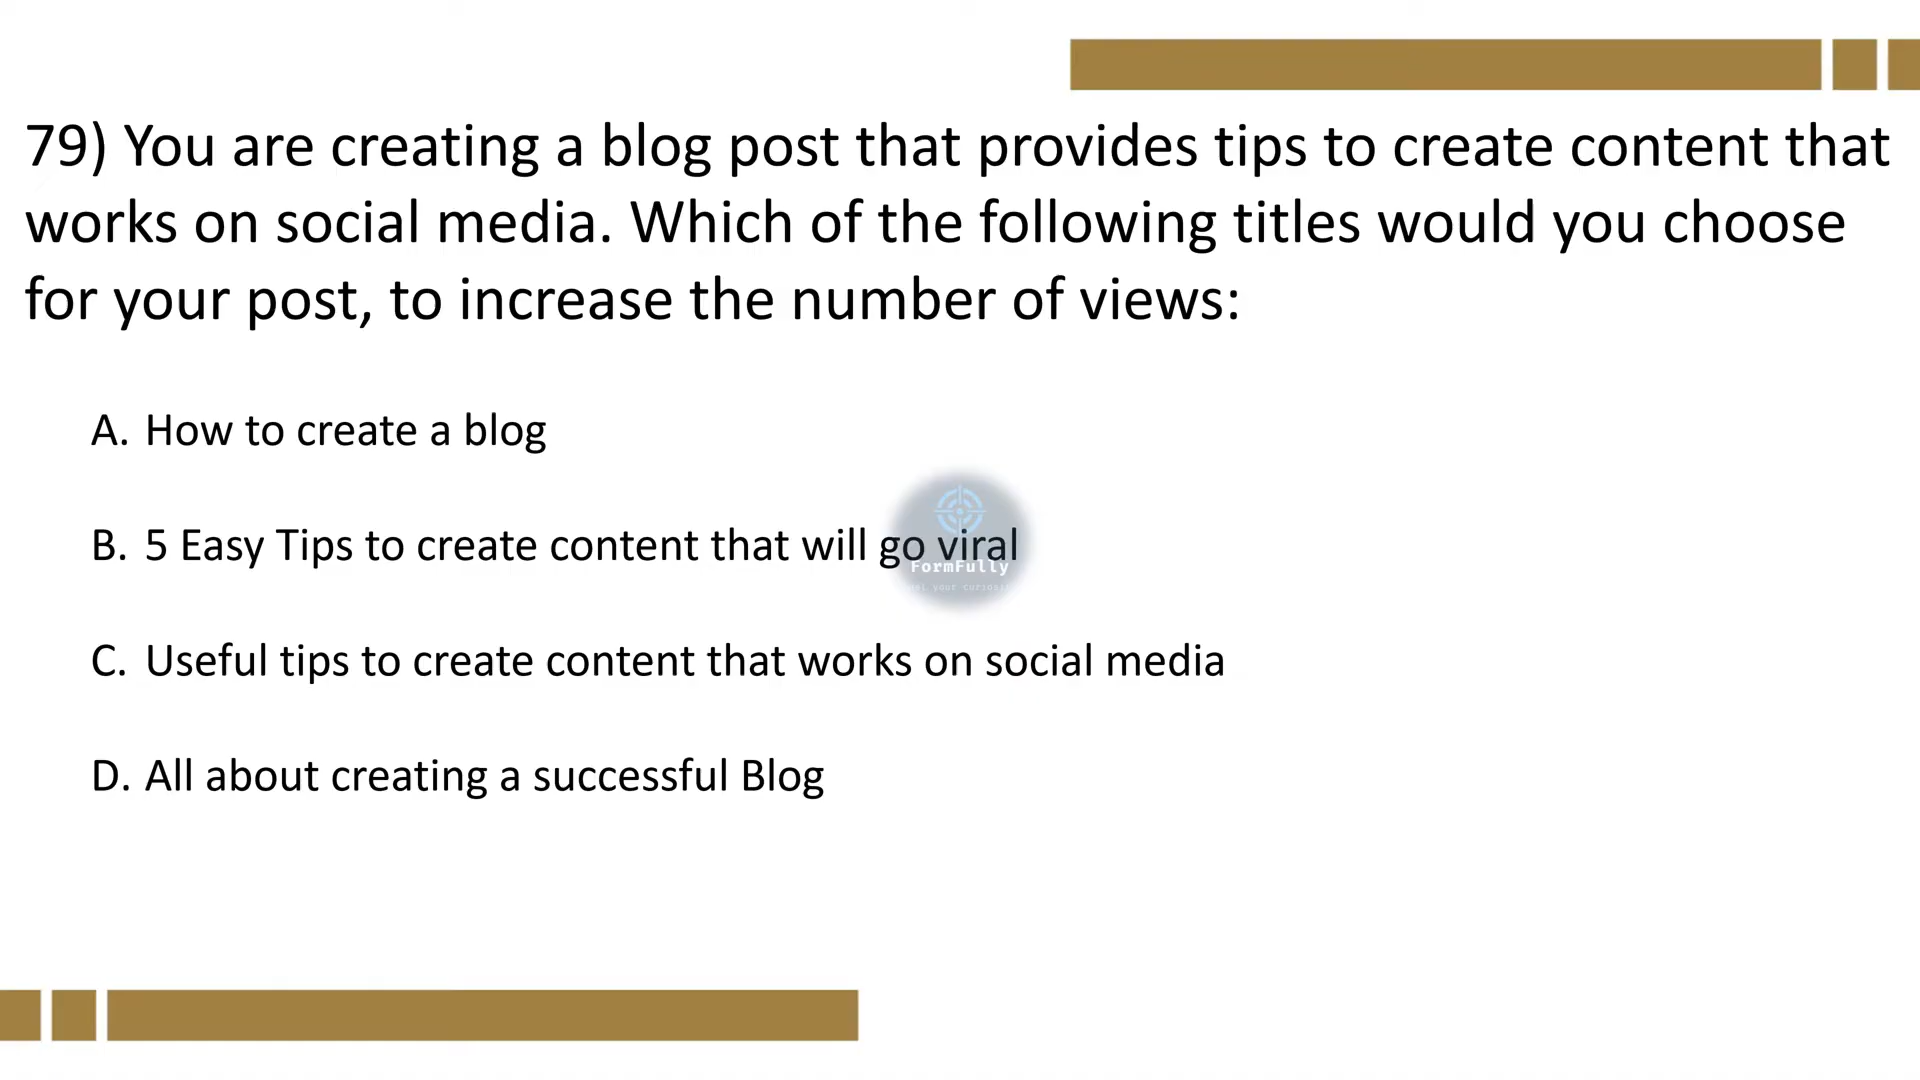 79) You are creating a blog post that provides tips to create content that
works on social media. Which of the following titles would you choose
for your post, to increase the number of views:
A. How to create a blog
B. 5 Easy Tips to create content that will go viral
FormFully
C. Useful tips to create content that works on social media
D. All about creating a successful Blog